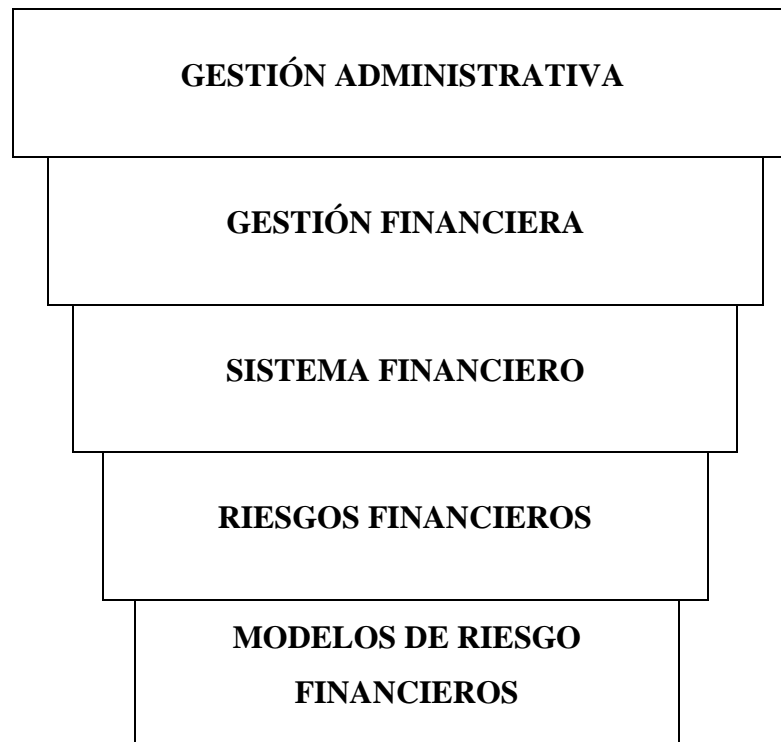 GESTIÓN ADMINISTRATIVA
GESTIÓN FINANCIERA
SISTEMA FINANCIERO
RIESGOS FINANCIEROS
MODELOS DE RIESGO
FINANCIEROS